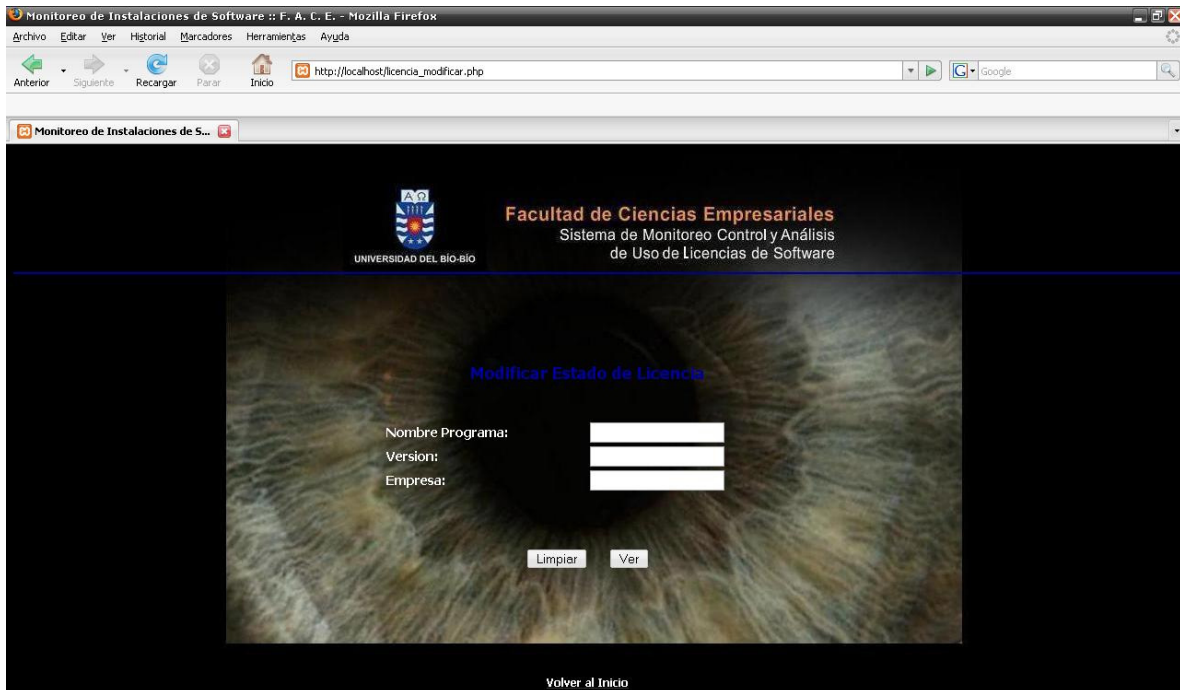 Monitoreo de Instalaciones de Software :: F. A. C. E. - Mozilla Firefox
Archivo Editar Ver Historial Marcadores Herramientas Ayuda
Anterior Siguiente Recargar Parar Inicio
http://localhost/licencia_modificar.php
G Google
Monitoreo de Instalaciones de S...
ΑΩ
UNIVERSIDAD DEL BÍO-BÍO
Facultad de Ciencias Empresariales
Sistema de Monitoreo Control y Análisis
de Uso de Licencias de Software
Modificar Estado de Licencia
Nombre Programa:
Version:
Empresa:
Limpiar Ver
Volver al Inicio